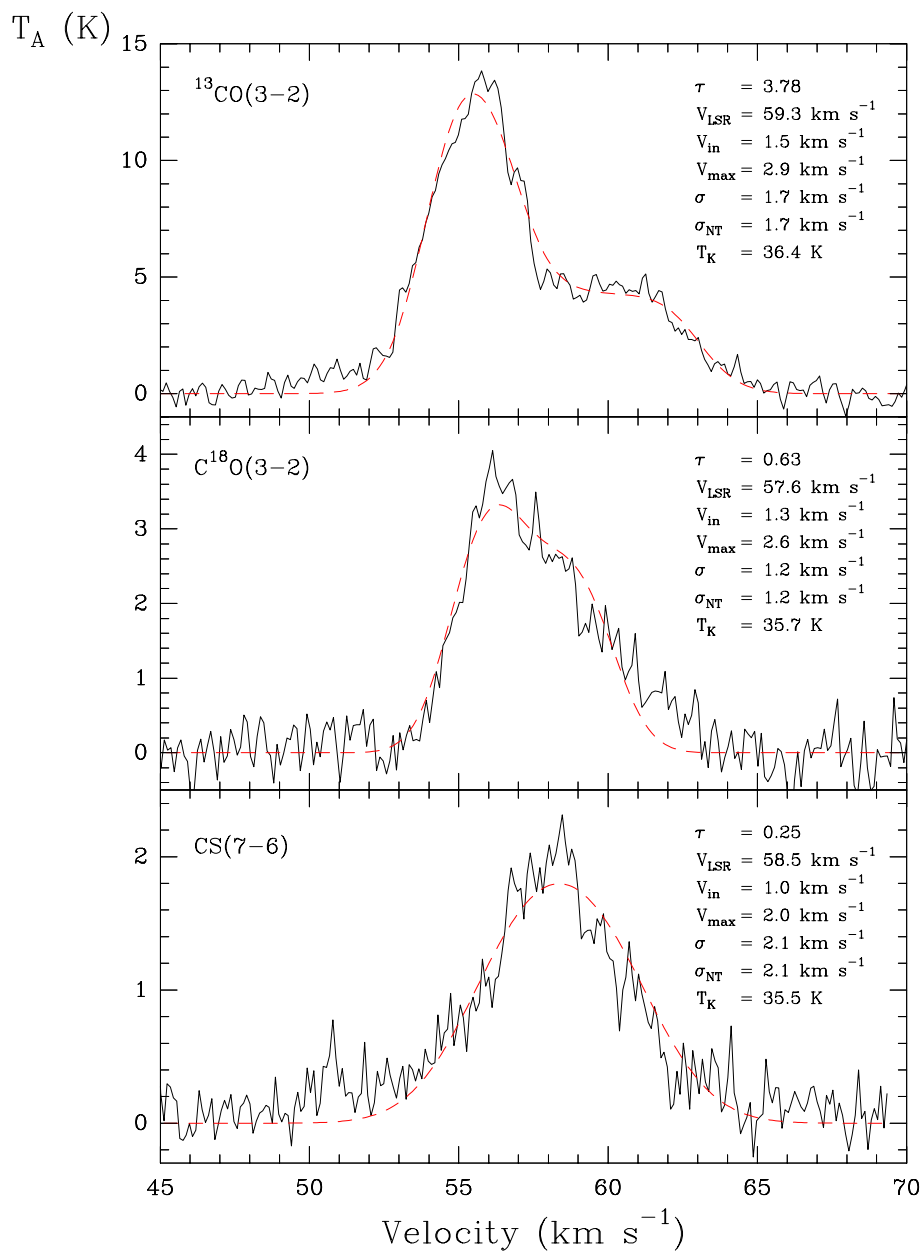 T_A (K)
15
10
5
0
¹³CO(3−2)
τ = 3.78
V_LSR = 59.3 km s⁻¹
V_in = 1.5 km s⁻¹
V_max = 2.9 km s⁻¹
σ = 1.7 km s⁻¹
σ_NT = 1.7 km s⁻¹
T_K = 36.4 K
4
3
2
1
0
C¹⁸O(3−2)
τ = 0.63
V_LSR = 57.6 km s⁻¹
V_in = 1.3 km s⁻¹
V_max = 2.6 km s⁻¹
σ = 1.2 km s⁻¹
σ_NT = 1.2 km s⁻¹
T_K = 35.7 K
2
1
0
CS(7−6)
τ = 0.25
V_LSR = 58.5 km s⁻¹
V_in = 1.0 km s⁻¹
V_max = 2.0 km s⁻¹
σ = 2.1 km s⁻¹
σ_NT = 2.1 km s⁻¹
T_K = 35.5 K
45 50 55 60 65 70
Velocity (km s⁻¹)